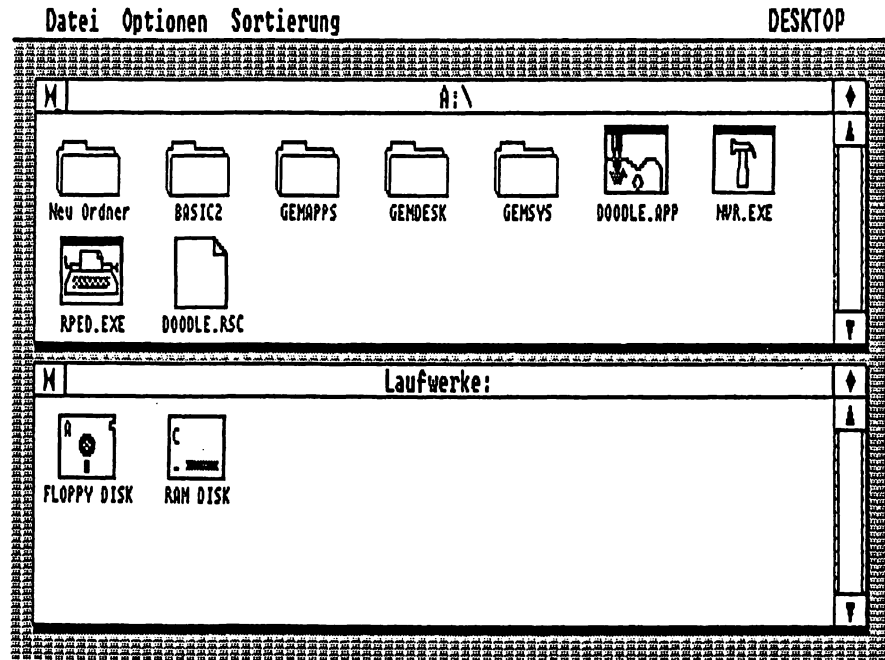 Datei Optionen Sortierung DESKTOP
A:\
Neu Ordner BASIC2 GEMAPPS GEMDESK GEMSYS DOODLE.APP NVR.EXE
RPED.EXE DOODLE.RSC
Laufwerke:
A C
FLOPPY DISK RAM DISK